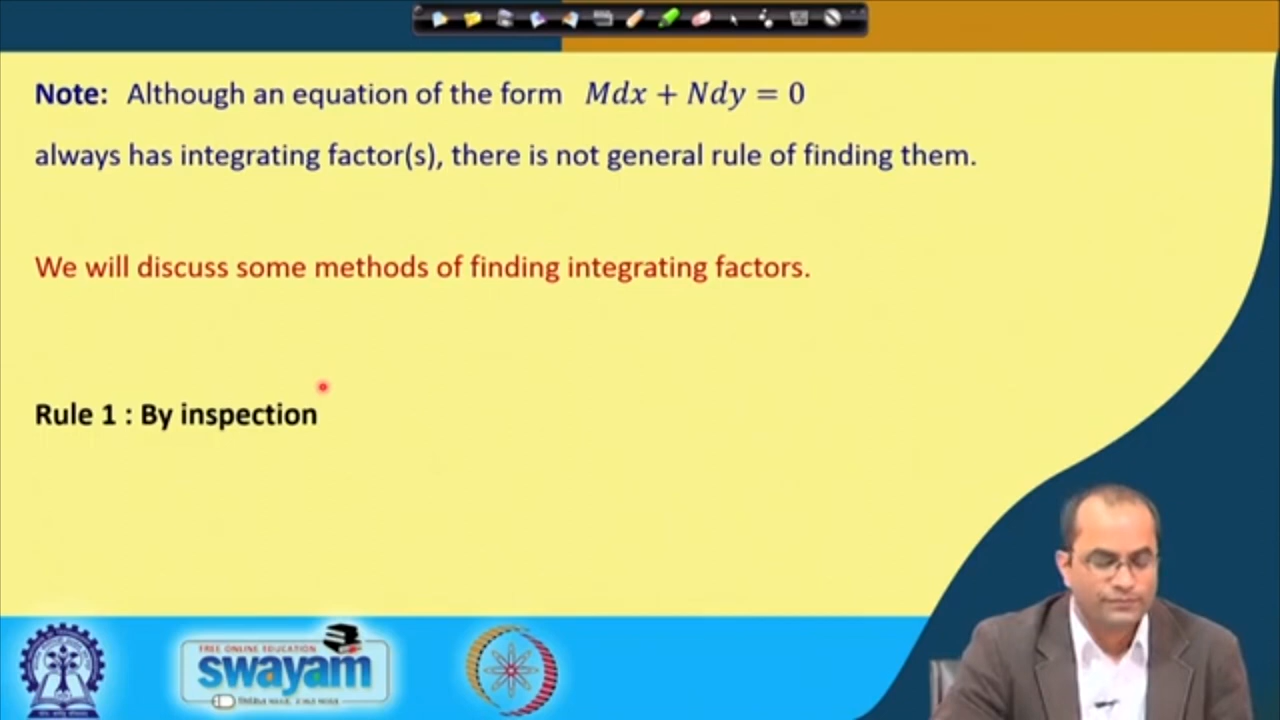 Note: Although an equation of the form Mdx + Ndy = 0
always has integrating factor(s), there is not general rule of finding them.
We will discuss some methods of finding integrating factors.
Rule 1 : By inspection
FREE ONLINE EDUCATION
swayam